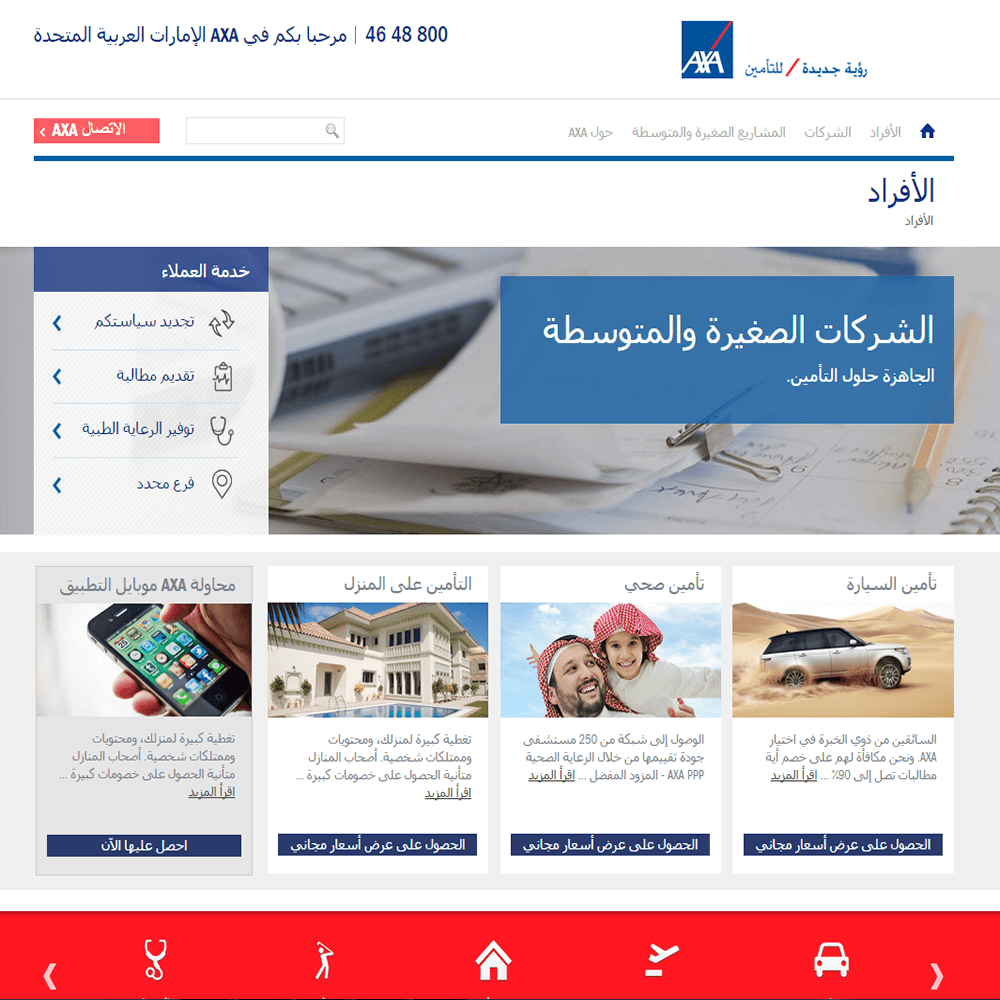 مرحبا بكم في AXA الإمارات العربية المتحدة | 800 48 46
AXA
رؤية جديدة / للتأمين
الأفراد
الشركات
المشاريع الصغيرة والمتوسطة
حول AXA
الاتصال AXA
الأفراد
الأفراد
الشركات الصغيرة والمتوسطة
الجاهزة حلول التأمين.
خدمة العملاء
تجديد سياستكم
تقديم مطالبة
توفير الرعاية الطبية
فرع محدد
تأمين السيارة
السائقين من ذوي الخبرة في اختيار
AXA. ونحن مكافأة لهم على خصم أية
مطالبات تصل إلى 90٪ ... اقرأ المزيد
الحصول على عرض أسعار مجاني
تأمين صحي
الوصول إلى شبكة من 250 مستشفى
جودة تقييمها من خلال الرعاية الصحية
AXA PPP - المزود المفضل ... اقرأ المزيد
الحصول على عرض أسعار مجاني
التأمين على المنزل
تغطية كبيرة لمنزلك، ومحتويات
وممتلكات شخصية. أصحاب المنازل
متأنية الحصول على خصومات كبيرة ...
اقرأ المزيد
الحصول على عرض أسعار مجاني
محاولة AXA موبايل التطبيق
تغطية كبيرة لمنزلك، ومحتويات
وممتلكات شخصية. أصحاب المنازل
متأنية الحصول على خصومات كبيرة ...
اقرأ المزيد
احصل عليها الآن